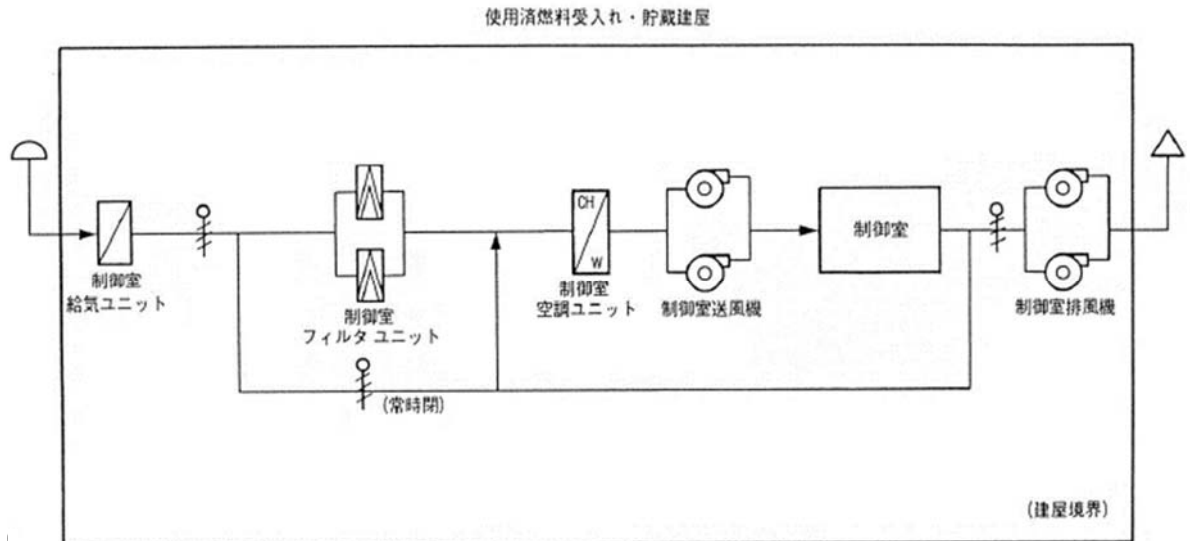 使用済燃料受入れ・貯蔵建屋
制御室
給気ユニット
制御室
フィルタ ユニット
(常時閉)
CH
W
制御室
空調ユニット
制御室送風機
制御室
制御室排風機
(建屋境界)